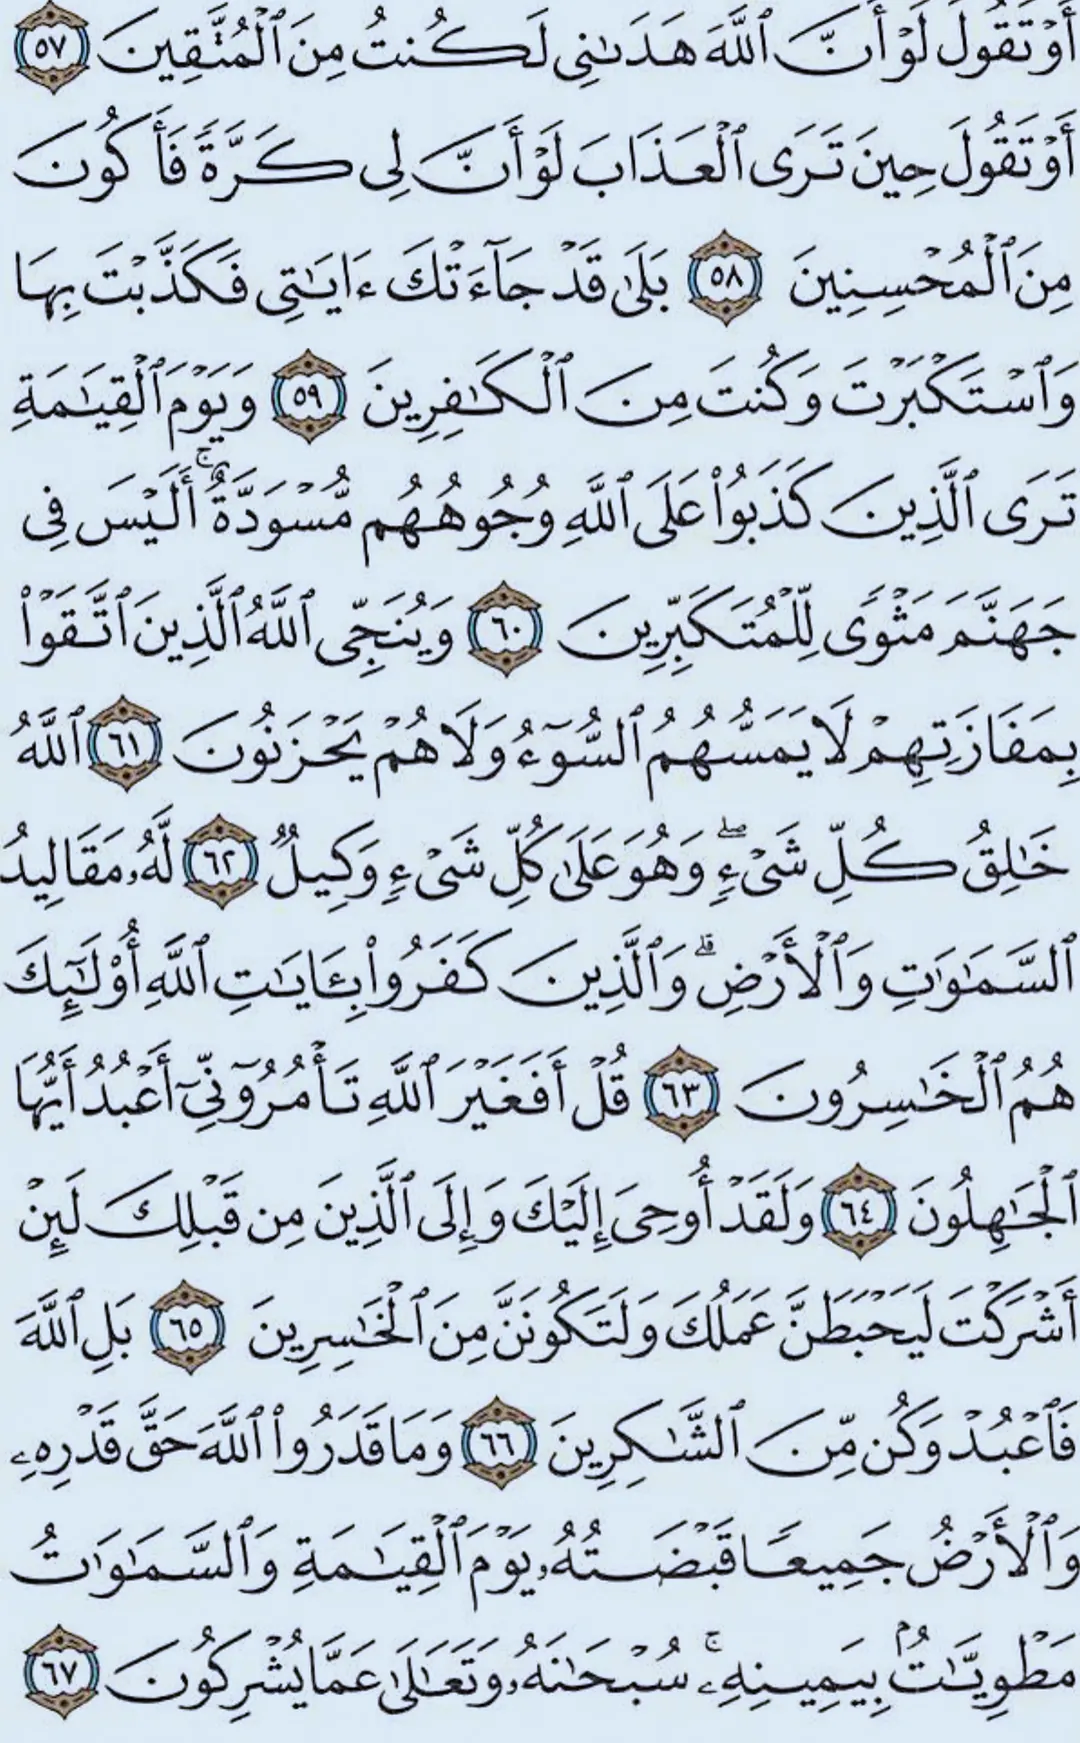 أَوْ تَقُولَ لَوْ أَنَّ ٱللَّهَ هَدَىٰنِى لَكُنتُ مِنَ ٱلْمُتَّقِينَ ٥٧
أَوْ تَقُولَ حِينَ تَرَى ٱلْعَذَابَ لَوْ أَنَّ لِى كَرَّةً فَأَكُونَ
مِنَ ٱلْمُحْسِنِينَ ٥٨ بَلَىٰ قَدْ جَآءَتْكَ ءَايَٰتِى فَكَذَّبْتَ بِهَا
وَٱسْتَكْبَرْتَ وَكُنتَ مِنَ ٱلْكَٰفِرِينَ ٥٩ وَيَوْمَ ٱلْقِيَٰمَةِ
تَرَى ٱلَّذِينَ كَذَبُوا۟ عَلَى ٱللَّهِ وُجُوهُهُم مُّسْوَدَّةٌ ۚ أَلَيْسَ فِى
جَهَنَّمَ مَثْوًى لِّلْمُتَكَبِّرِينَ ٦٠ وَيُنَجِّى ٱللَّهُ ٱلَّذِينَ ٱتَّقَوْا۟
بِمَفَازَتِهِمْ لَا يَمَسُّهُمُ ٱلسُّوٓءُ وَلَا هُمْ يَحْزَنُونَ ٦١ ٱللَّهُ
خَٰلِقُ كُلِّ شَىْءٍ ۖ وَهُوَ عَلَىٰ كُلِّ شَىْءٍ وَكِيلٌ ٦٢ لَّهُۥ مَقَالِيدُ
ٱلسَّمَٰوَٰتِ وَٱلْأَرْضِ ۗ وَٱلَّذِينَ كَفَرُوا۟ بِـَٔايَٰتِ ٱللَّهِ أُو۟لَٰٓئِكَ
هُمُ ٱلْخَٰسِرُونَ ٦٣ قُلْ أَفَغَيْرَ ٱللَّهِ تَأْمُرُوٓنِّىٓ أَعْبُدُ أَيُّهَا
ٱلْجَٰهِلُونَ ٦٤ وَلَقَدْ أُوحِىَ إِلَيْكَ وَإِلَى ٱلَّذِينَ مِن قَبْلِكَ لَئِنْ
أَشْرَكْتَ لَيَحْبَطَنَّ عَمَلُكَ وَلَتَكُونَنَّ مِنَ ٱلْخَٰسِرِينَ ٦٥ بَلِ ٱللَّهَ
فَٱعْبُدْ وَكُن مِّنَ ٱلشَّٰكِرِينَ ٦٦ وَمَا قَدَرُوا۟ ٱللَّهَ حَقَّ قَدْرِهِۦ
وَٱلْأَرْضُ جَمِيعًا قَبْضَتُهُۥ يَوْمَ ٱلْقِيَٰمَةِ وَٱلسَّمَٰوَٰتُ
مَطْوِيَّٰتٌۢ بِيَمِينِهِۦ ۚ سُبْحَٰنَهُۥ وَتَعَٰلَىٰ عَمَّا يُشْرِكُونَ ٦٧